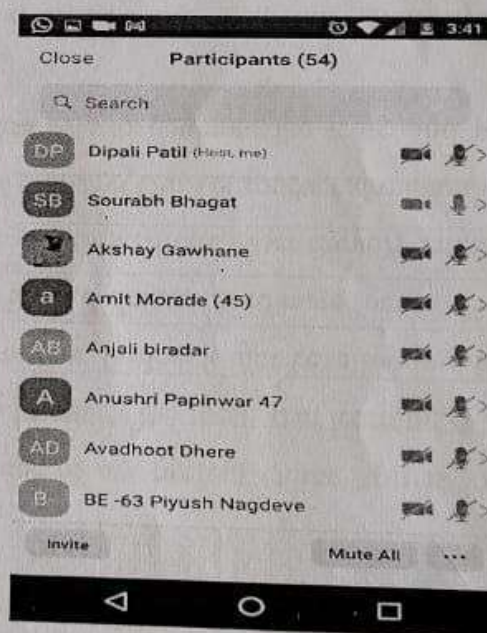 3:41
Close Participants (54)
Search
DP Dipali Patil (Host, me)
SB Sourabh Bhagat
Akshay Gawhane
a Amit Morade (45)
AB Anjali biradar
A Anushri Papinwar 47
AD Avadhoot Dhere
B BE -63 Piyush Nagdeve
Invite Mute All ...